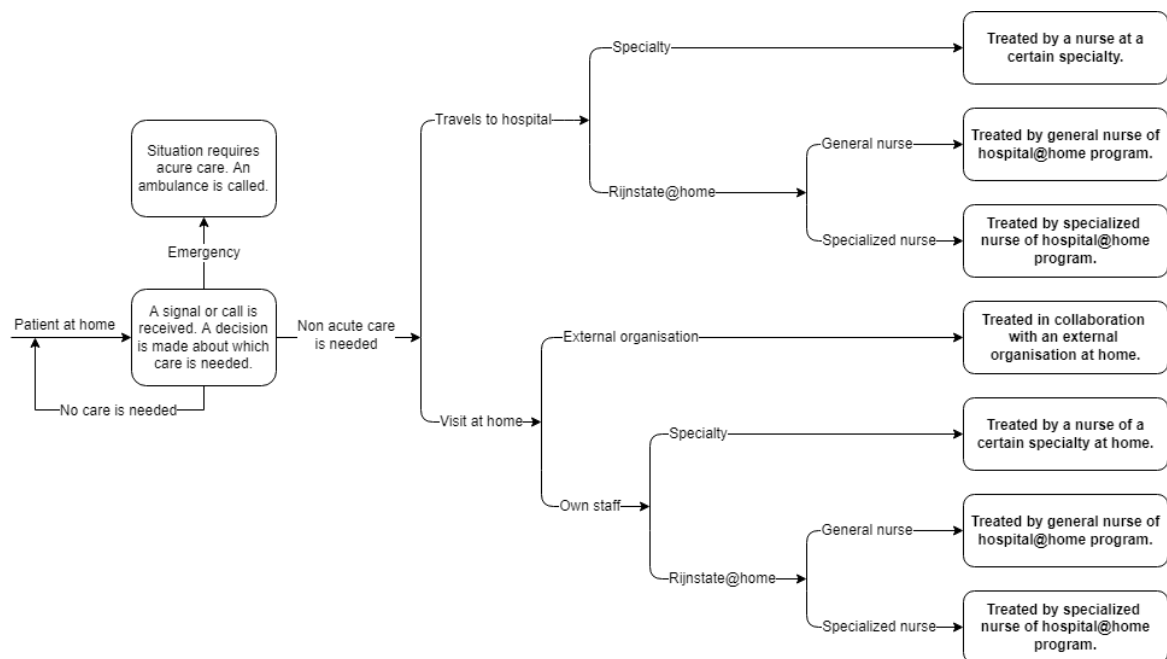 Specialty
Treated by a nurse at a
certain specialty.
Travels to hospital
Situation requires
acure care. An
ambulance is called.
General nurse
Treated by general nurse of
hospital@home program.
Rijnstate@home
Specialized nurse
Treated by specialized
nurse of hospital@home
program.
Emergency
Patient at home
A signal or call is
received. A decision
is made about which
care is needed.
Non acute care
is needed
No care is needed
External organisation
Treated in collaboration
with an external
organisation at home.
Visit at home
Specialty
Treated by a nurse of a
certain specialty at home.
Own staff
General nurse
Treated by general nurse of
hospital@home program.
Rijnstate@home
Specialized nurse
Treated by specialized
nurse of hospital@home
program.